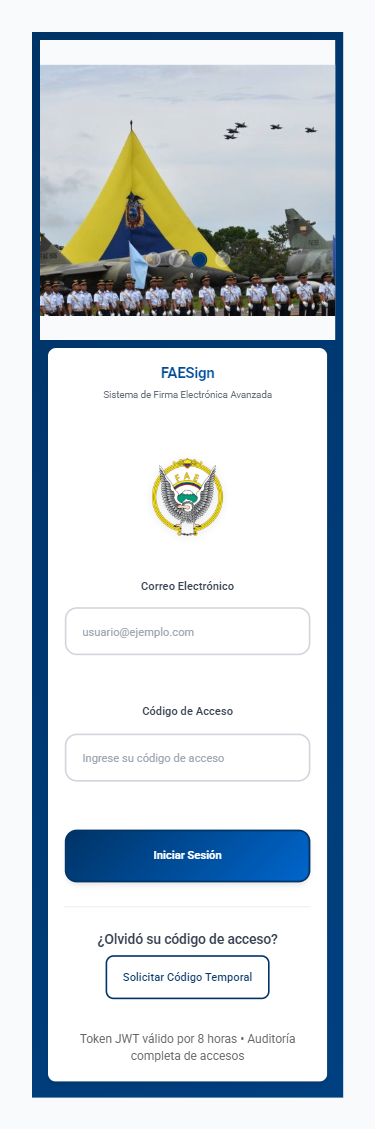 FAESign
Sistema de Firma Electrónica Avanzada
F.A.E.
Correo Electrónico
usuario@ejemplo.com
Código de Acceso
Ingrese su código de acceso
Iniciar Sesión
¿Olvidó su código de acceso?
Solicitar Código Temporal
Token JWT válido por 8 horas • Auditoría
completa de accesos